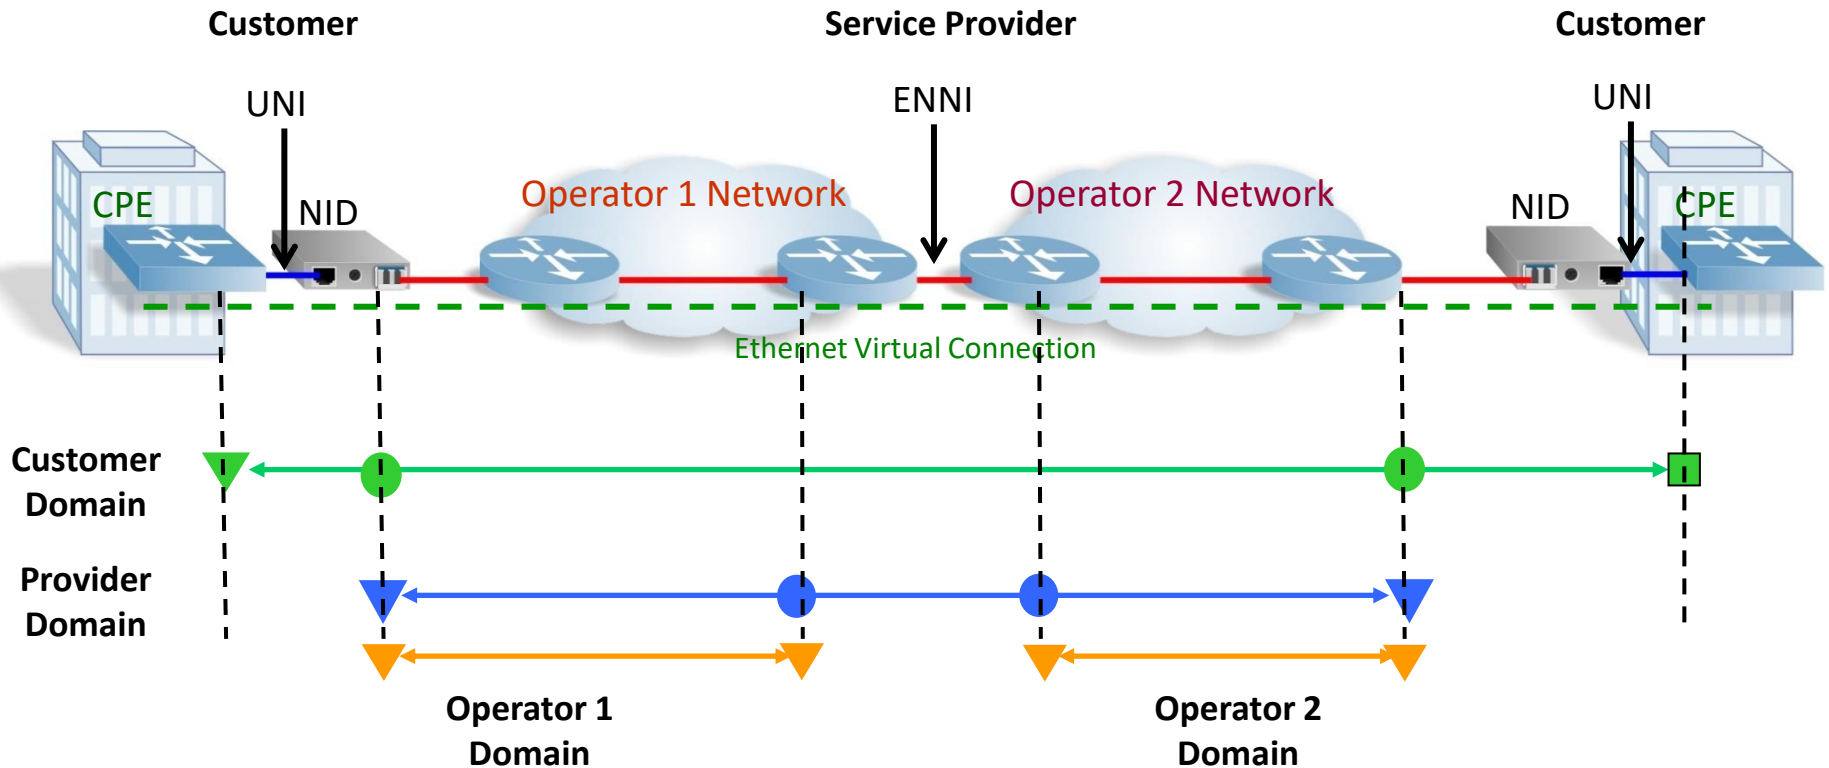 Customer
Service Provider
Customer
UNI
ENNI
UNI
CPE
NID
Operator 1 Network
Operator 2 Network
NID
CPE
Ethernet Virtual Connection
Customer
Domain
Provider
Domain
Operator 1
Domain
Operator 2
Domain